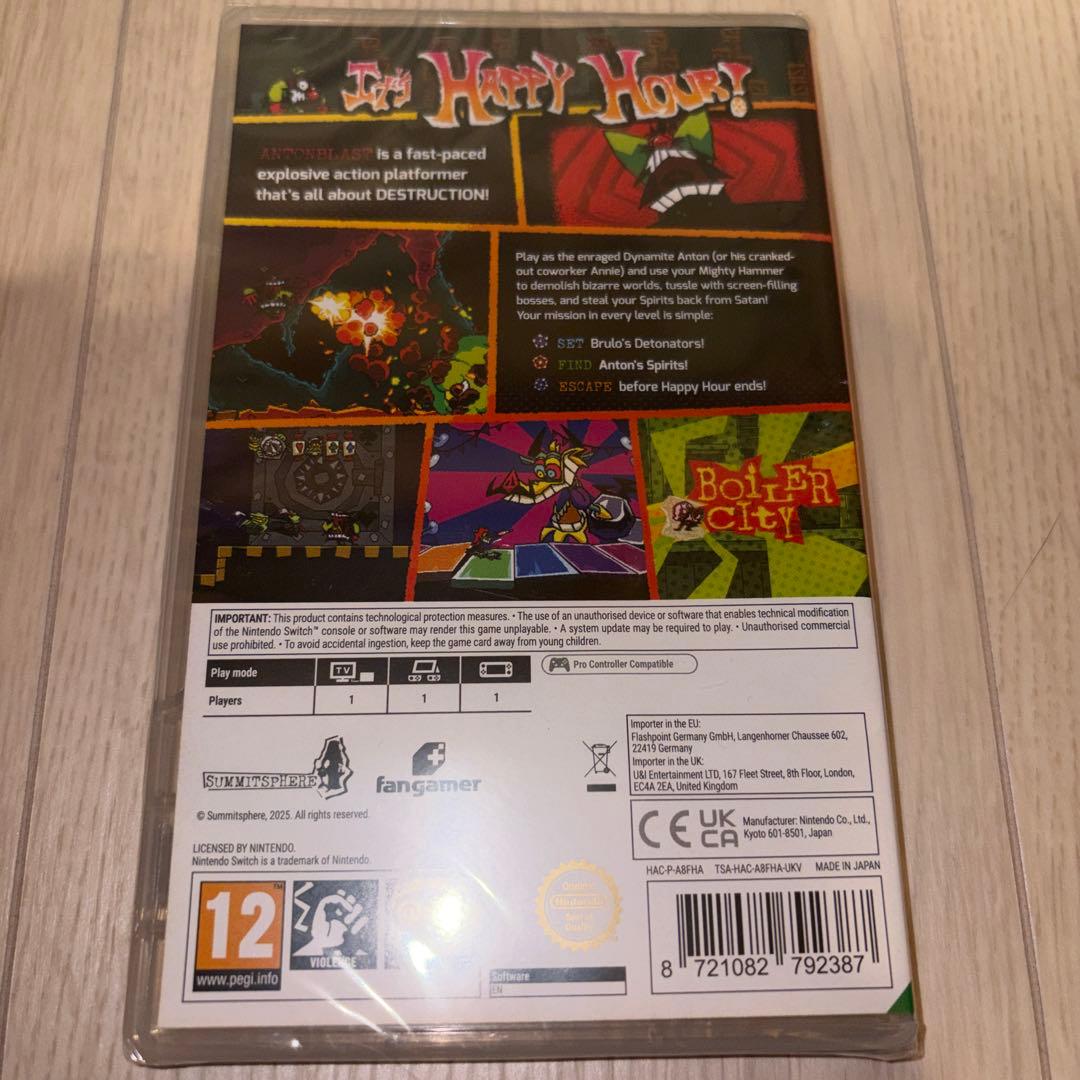 It's Happy Hour!
ANTONBLAST is a fast-paced
explosive action platformer
that's all about DESTRUCTION!
Play as the enraged Dynamite Anton (or his cranked-
out coworker Annie) and use your Mighty Hammer
to demolish bizarre worlds, tussle with screen-filling
bosses, and steal your Spirits back from Satan!
Your mission in every level is simple:
SET Brulo's Detonators!
FIND Anton's Spirits!
ESCAPE before Happy Hour ends!
BOILER
CITY
IMPORTANT: This product contains technological protection measures. • The use of an unauthorised device or software that enables technical modification
of the Nintendo Switch™ console or software may render this game unplayable. • A system update may be required to play. • Unauthorised commercial
use prohibited. • To avoid accidental ingestion, keep the game card away from young children.
Play mode TV
Players 1 1 1
Pro Controller Compatible
SUMMITSPHERE
fangamer
© Summitsphere, 2025. All rights reserved.
LICENSED BY NINTENDO.
Nintendo Switch is a trademark of Nintendo.
Importer in the EU:
Flashpoint Germany GmbH, Langenhorner Chaussee 602,
22419 Germany
Importer in the UK:
U&I Entertainment LTD, 167 Fleet Street, 8th Floor, London,
EC4A 2EA, United Kingdom
CE UK
CA
Manufacturer: Nintendo Co., Ltd.,
Kyoto 601-8501, Japan
HAC-P-A8FHA TSA-HAC-A8FHA-UKV MADE IN JAPAN
12™
www.pegi.info
VIOLENCE
Original
Nintendo
Seal of
Quality
Software
EN
8 721082 792387